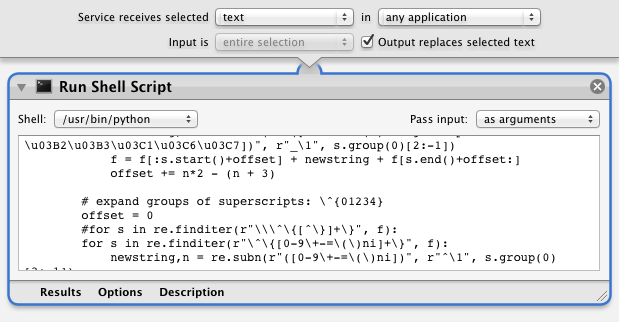 Service receives selected text in any application
Input is entire selection Output replaces selected text
Run Shell Script
Shell: /usr/bin/python Pass input: as arguments
\u03B2\u03B3\u03C1\u03C6\u03C7])", r"_\1", s.group(0)[2:-1])
f = f[:s.start()+offset] + newstring + f[s.end()+offset:]
offset += n*2 - (n + 3)
# expand groups of superscripts: \^{01234}
offset = 0
#for s in re.finditer(r"\\\^\{[^\}]+\}", f):
for s in re.finditer(r"\^\{[0-9\+-=\(\)ni]+\}", f):
newstring,n = re.subn(r"([0-9\+-=\(\)ni])", r"^\1", s.group(0)
Results Options Description